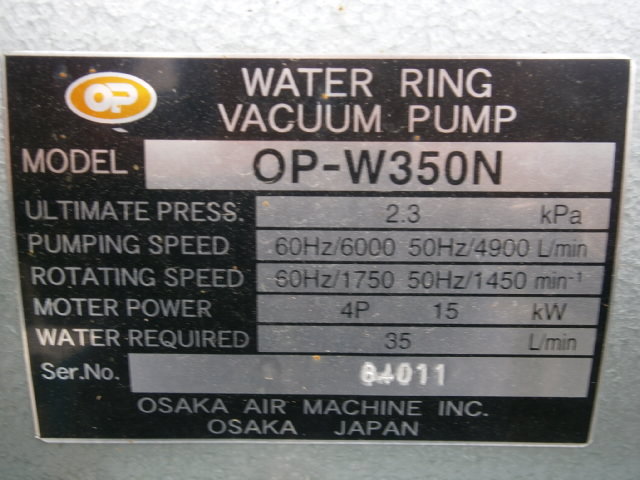 OP
WATER RING
VACUUM PUMP
MODEL OP-W350N
ULTIMATE PRESS. 2.3 kPa
PUMPING SPEED 60Hz/6000 50Hz/4900 L/min
ROTATING SPEED 60Hz/1750 50Hz/1450 min⁻¹
MOTER POWER 4P 15 kW
WATER REQUIRED 35 L/min
Ser.No. 84011
OSAKA AIR MACHINE INC.
OSAKA JAPAN